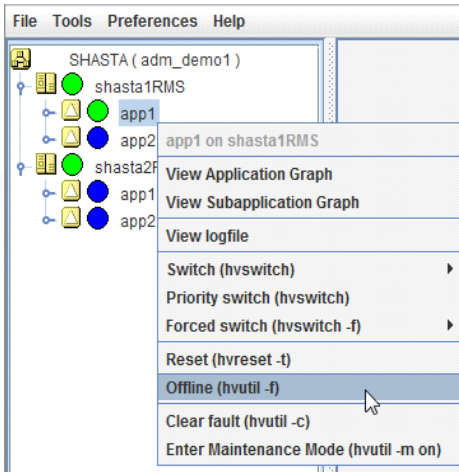 File Tools Preferences Help
SHASTA ( adm_demo1 )
shasta1RMS
app1
app2
app1 on shasta1RMS
View Application Graph
shasta2R
app1
View Subapplication Graph
app2
View logfile
Switch (hvswitch)
Priority switch (hvswitch)
Forced switch (hvswitch -f)
Reset (hvreset -t)
Offline (hvutil -f)
Clear fault (hvutil -c)
Enter Maintenance Mode (hvutil -m on)